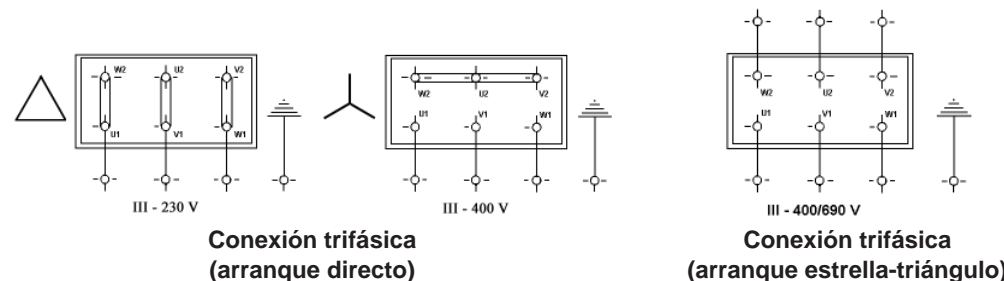 W2 U2 V2
U1 V1 W1
III - 230 V
W2 U2 V2
U1 V1 W1
III - 400 V
Conexión trifásica
(arranque directo)
W2 U2 V2
U1 V1 W1
III - 400/690 V
Conexión trifásica
(arranque estrella-triángulo)